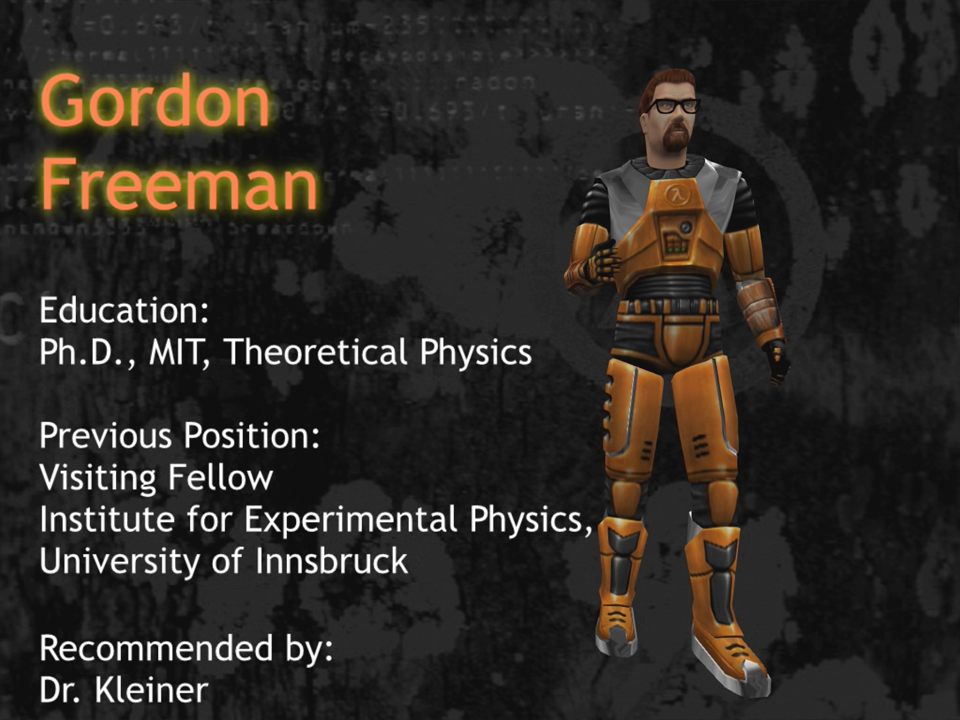 Gordon
Freeman
Education:
Ph.D., MIT, Theoretical Physics
Previous Position:
Visiting Fellow
Institute for Experimental Physics,
University of Innsbruck
Recommended by:
Dr. Kleiner
λ